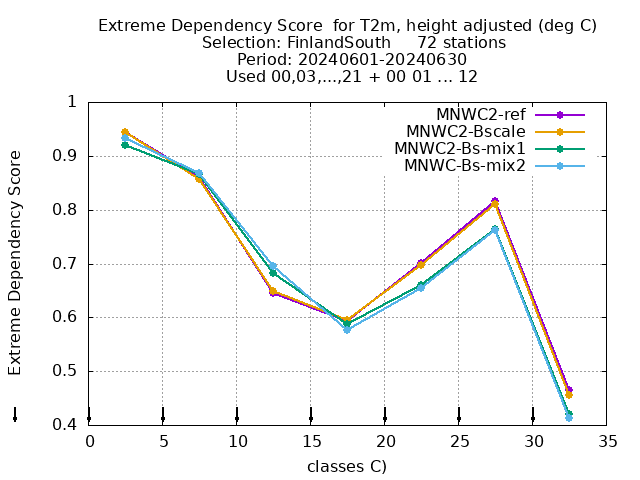 Extreme Dependency Score  for T2m, height adjusted (deg C)
Selection: FinlandSouth     72 stations
Period: 20240601-20240630
Used 00,03,...,21 + 00 01 ... 12
MNWC2-ref
MNWC2-Bscale
MNWC2-Bs-mix1
MNWC-Bs-mix2
Extreme Dependency Score
1
0.9
0.8
0.7
0.6
0.5
0.4
0 5 10 15 20 25 30 35
classes C)